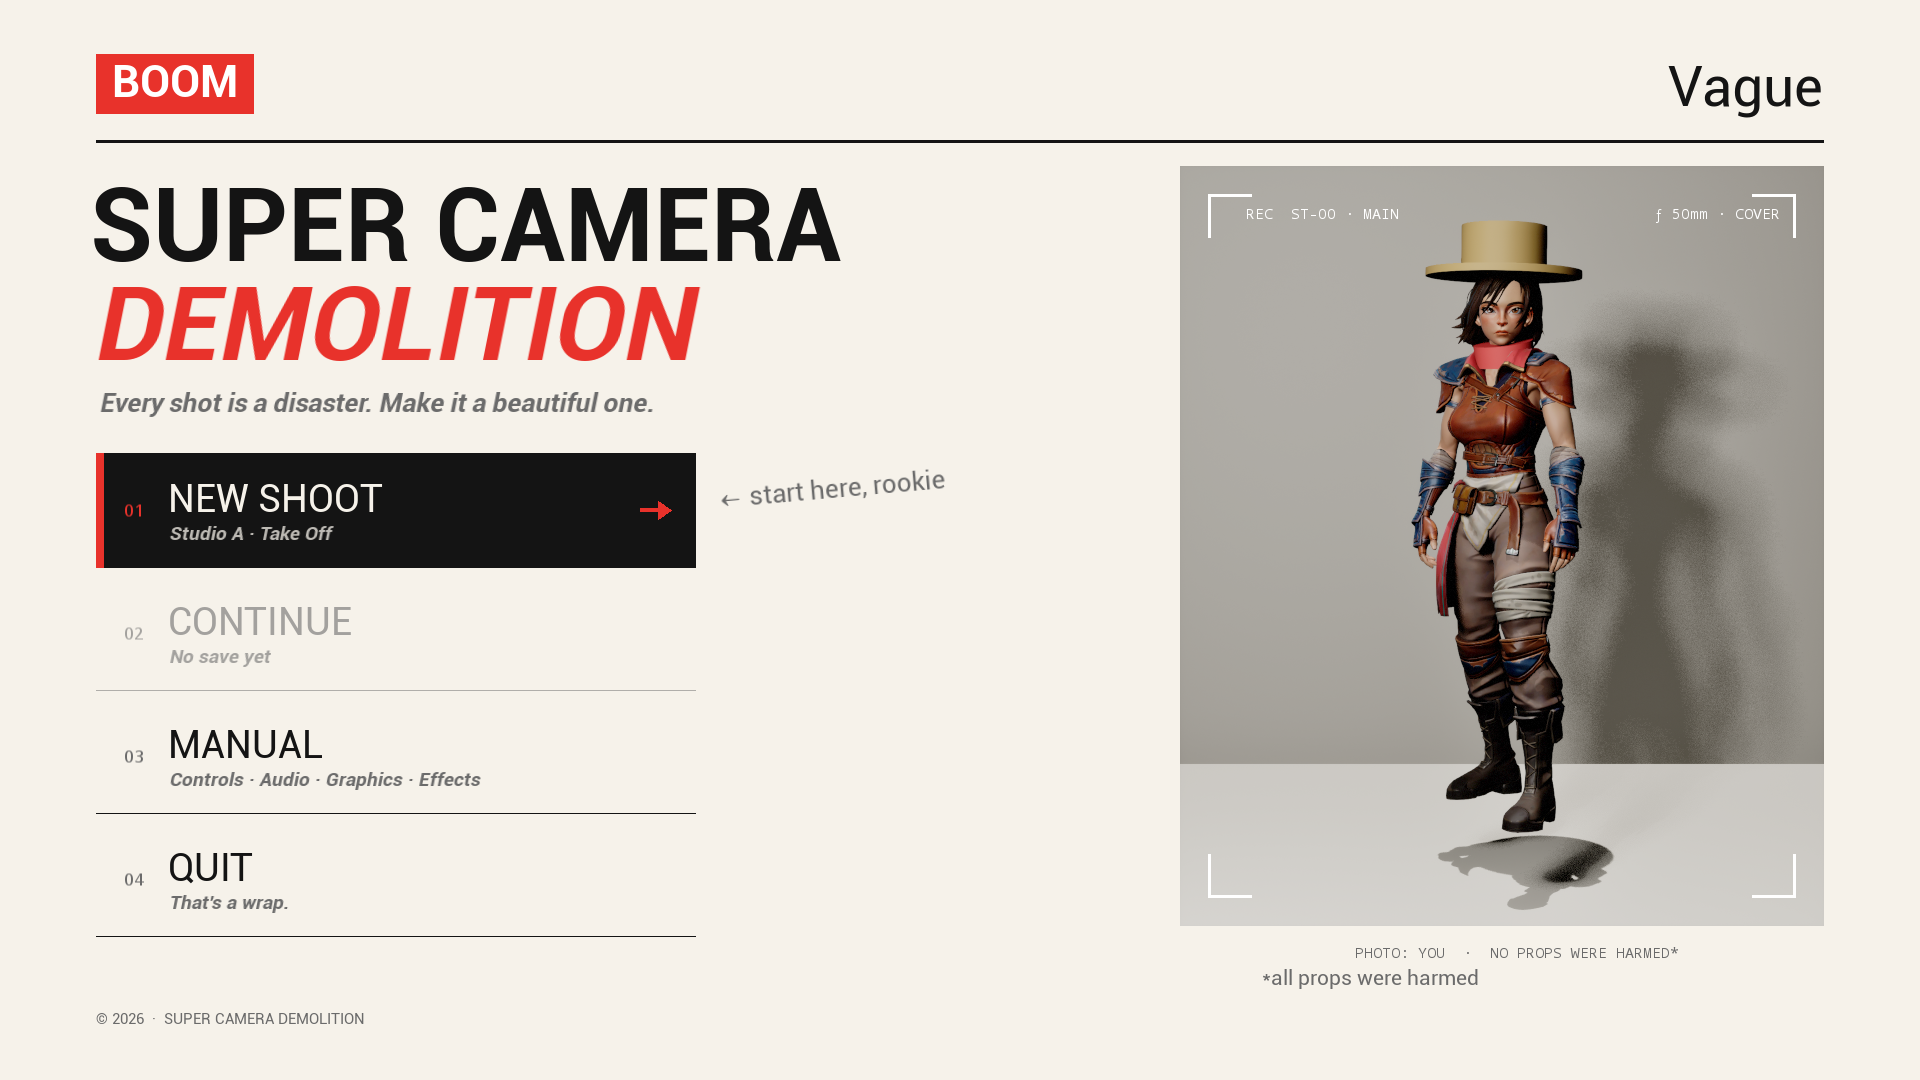 BOOM
Vague
SUPER CAMERA
DEMOLITION
Every shot is a disaster. Make it a beautiful one.
01 NEW SHOOT
Studio A · Take Off
← start here, rookie
02 CONTINUE
No save yet
03 MANUAL
Controls · Audio · Graphics · Effects
04 QUIT
That's a wrap.
REC ST-00 · MAIN
ƒ 50mm · COVER
PHOTO: YOU · NO PROPS WERE HARMED*
*all props were harmed
© 2026 · SUPER CAMERA DEMOLITION